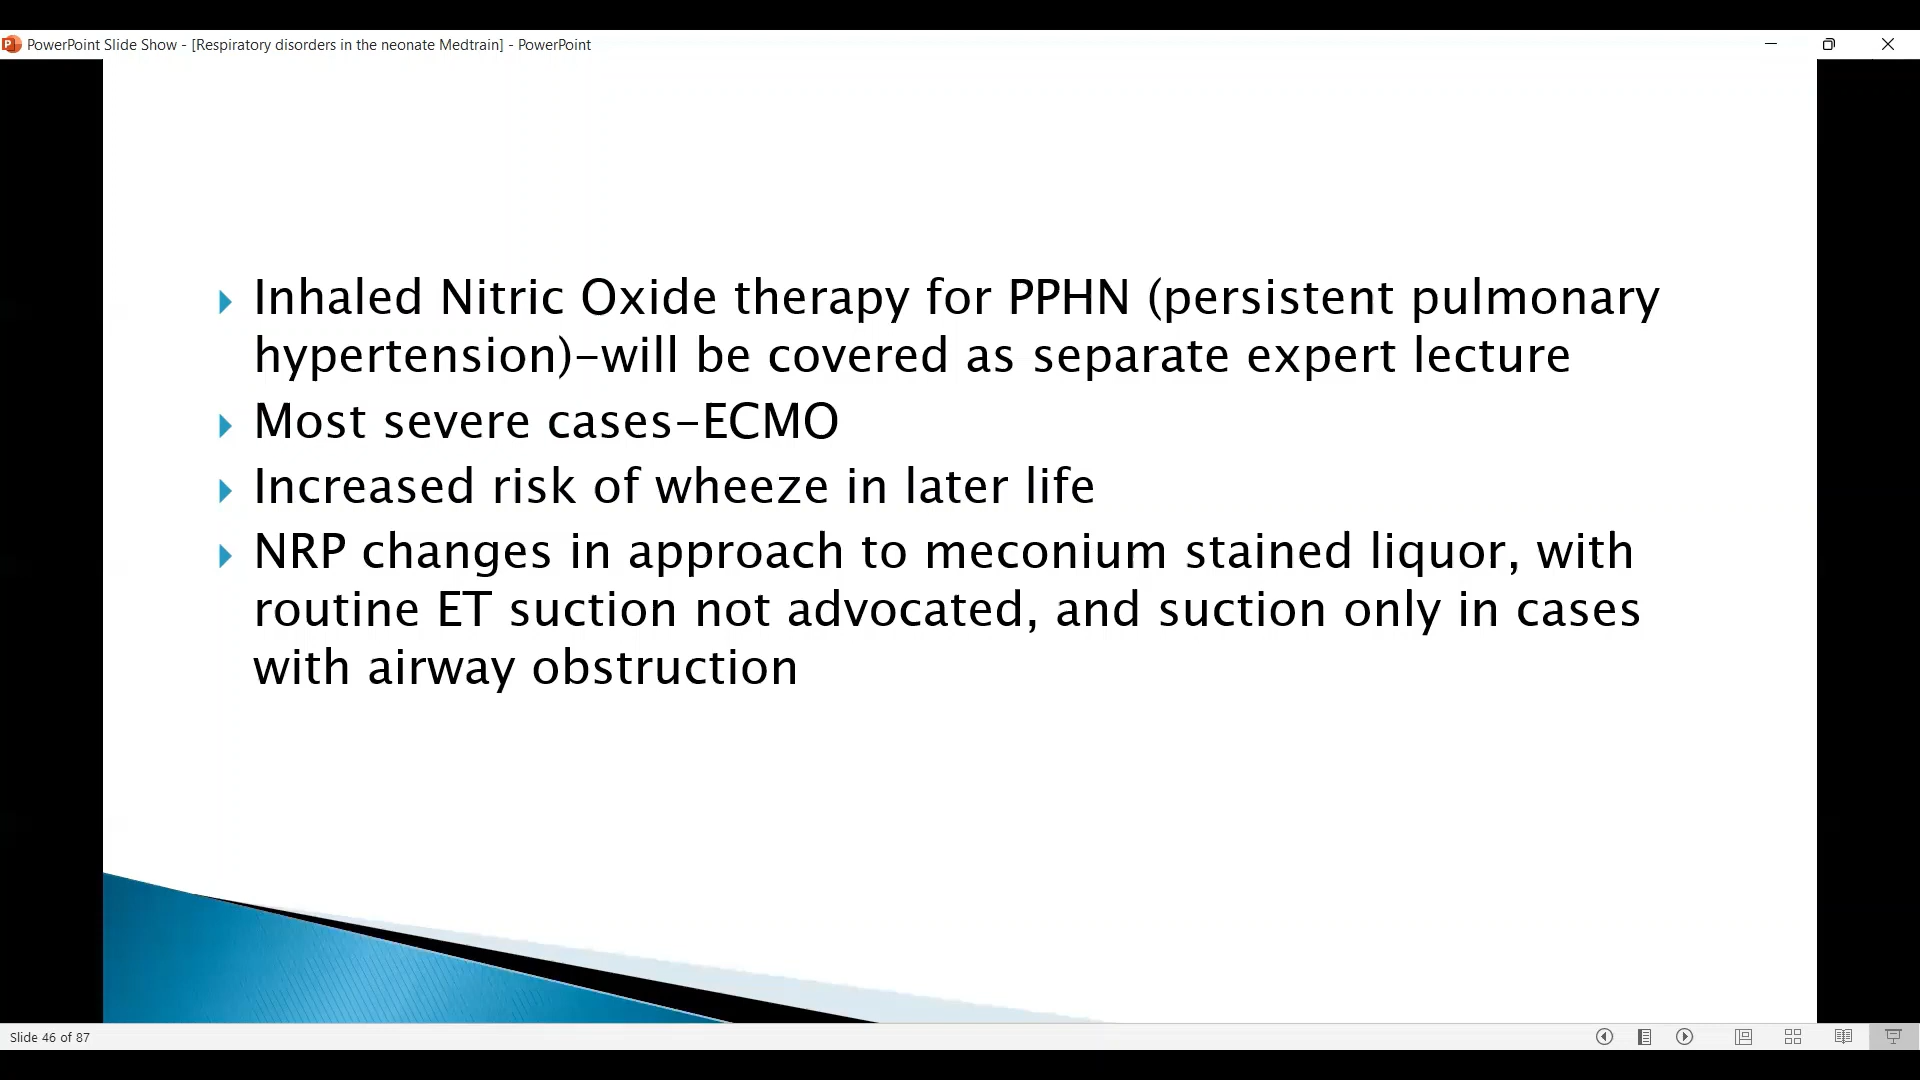 PowerPoint Slide Show - [Respiratory disorders in the neonate Medtrain] - PowerPoint
Inhaled Nitric Oxide therapy for PPHN (persistent pulmonary
hypertension)-will be covered as separate expert lecture
Most severe cases-ECMO
Increased risk of wheeze in later life
NRP changes in approach to meconium stained liquor, with
routine ET suction not advocated, and suction only in cases
with airway obstruction
Slide 46 of 87